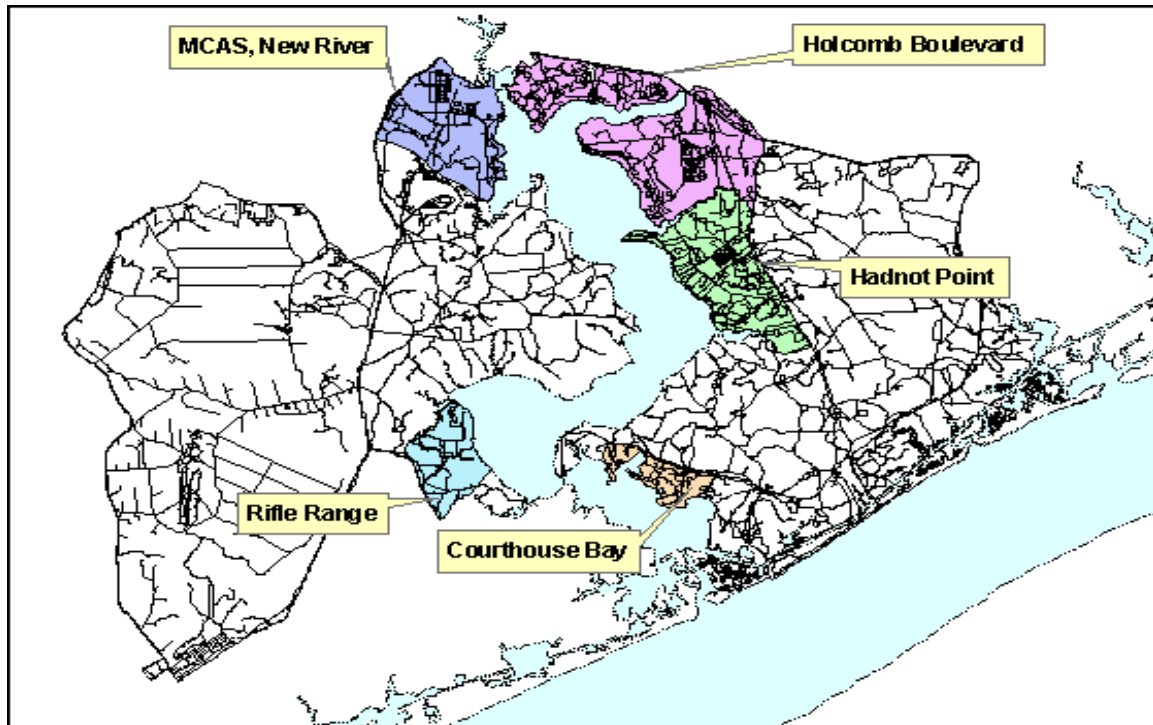 MCAS, New River
Holcomb Boulevard
Hadnot Point
Rifle Range
Courthouse Bay